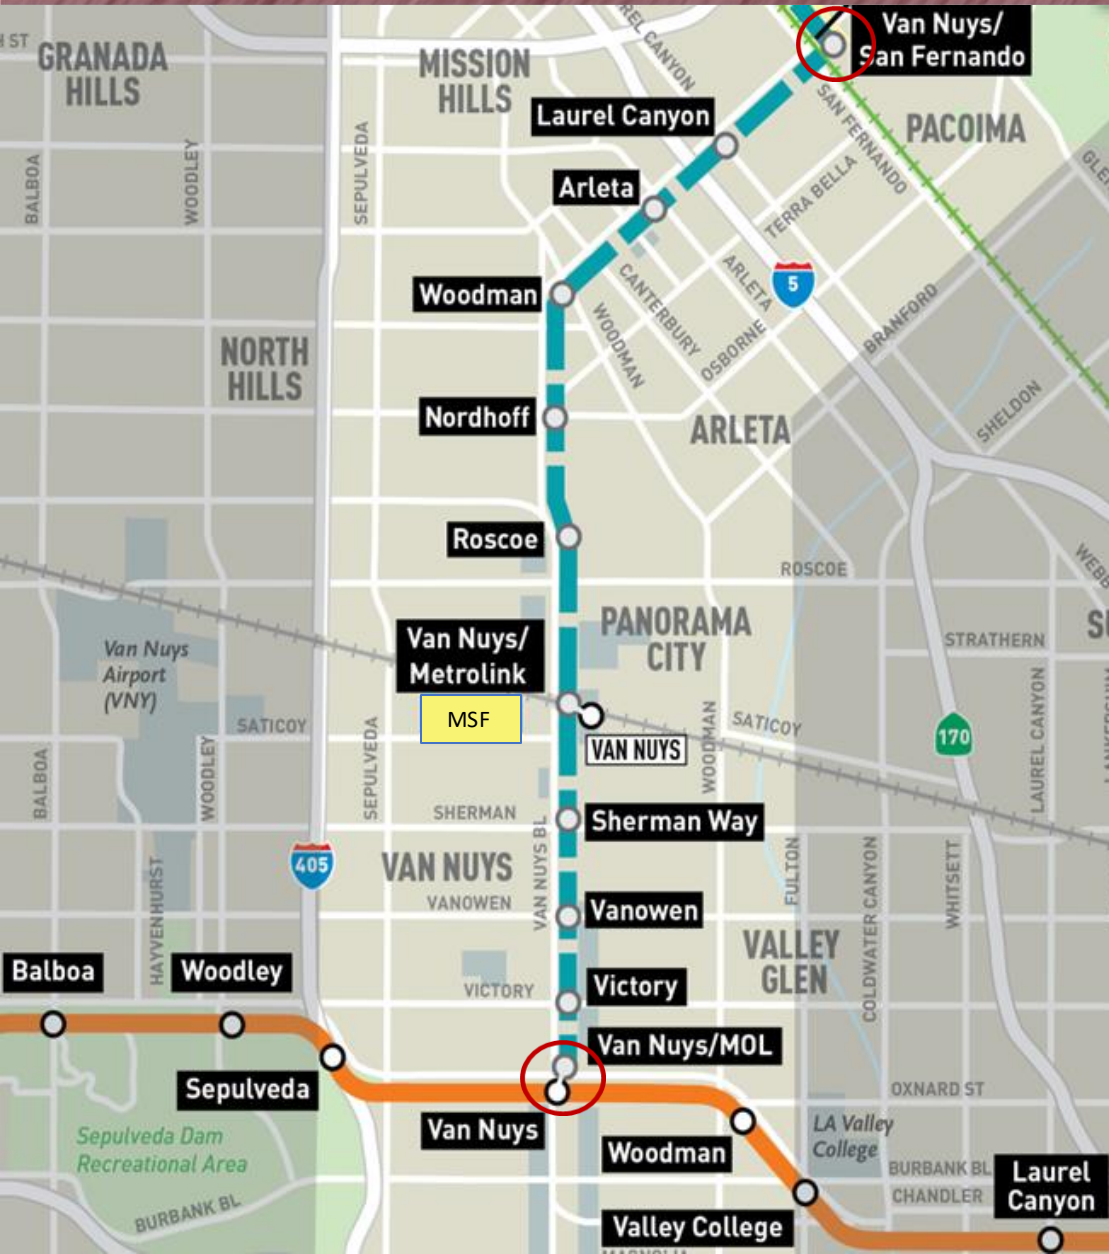 Van Nuys/
San Fernando
GRANADA
HILLS
MISSION
HILLS
LAUREL CANYON
Laurel Canyon
PACOIMA
SAN FERNANDO
BALBOA
WOODLEY
SEPULVEDA
Arleta
TERRA BELLA
Woodman
CANTERBURY
ARLETA
5
WOODMAN
OSBORNE
BRANFORD
NORTH
HILLS
Nordhoff
ARLETA
SHELDON
Roscoe
ROSCOE
Van Nuys/
Metrolink
PANORAMA
CITY
STRATHERN
Van Nuys
Airport
(VNY)
MSF
SATICOY
SATICOY
VAN NUYS
WOODMAN
170
LAUREL CANYON
BALBOA
WOODLEY
SEPULVEDA
SHERMAN
Sherman Way
405
VAN NUYS
VAN NUYS BL
VANOWEN
Vanowen
FULTON
COLDWATER CANYON
WHITSETT
HAYVENHURST
VALLEY
GLEN
Balboa
Woodley
VICTORY
Victory
Van Nuys/MOL
Sepulveda
OXNARD ST
Van Nuys
Woodman
LA Valley
College
Sepulveda Dam
Recreational Area
BURBANK BL
CHANDLER
Laurel
Canyon
BURBANK BL
Valley College